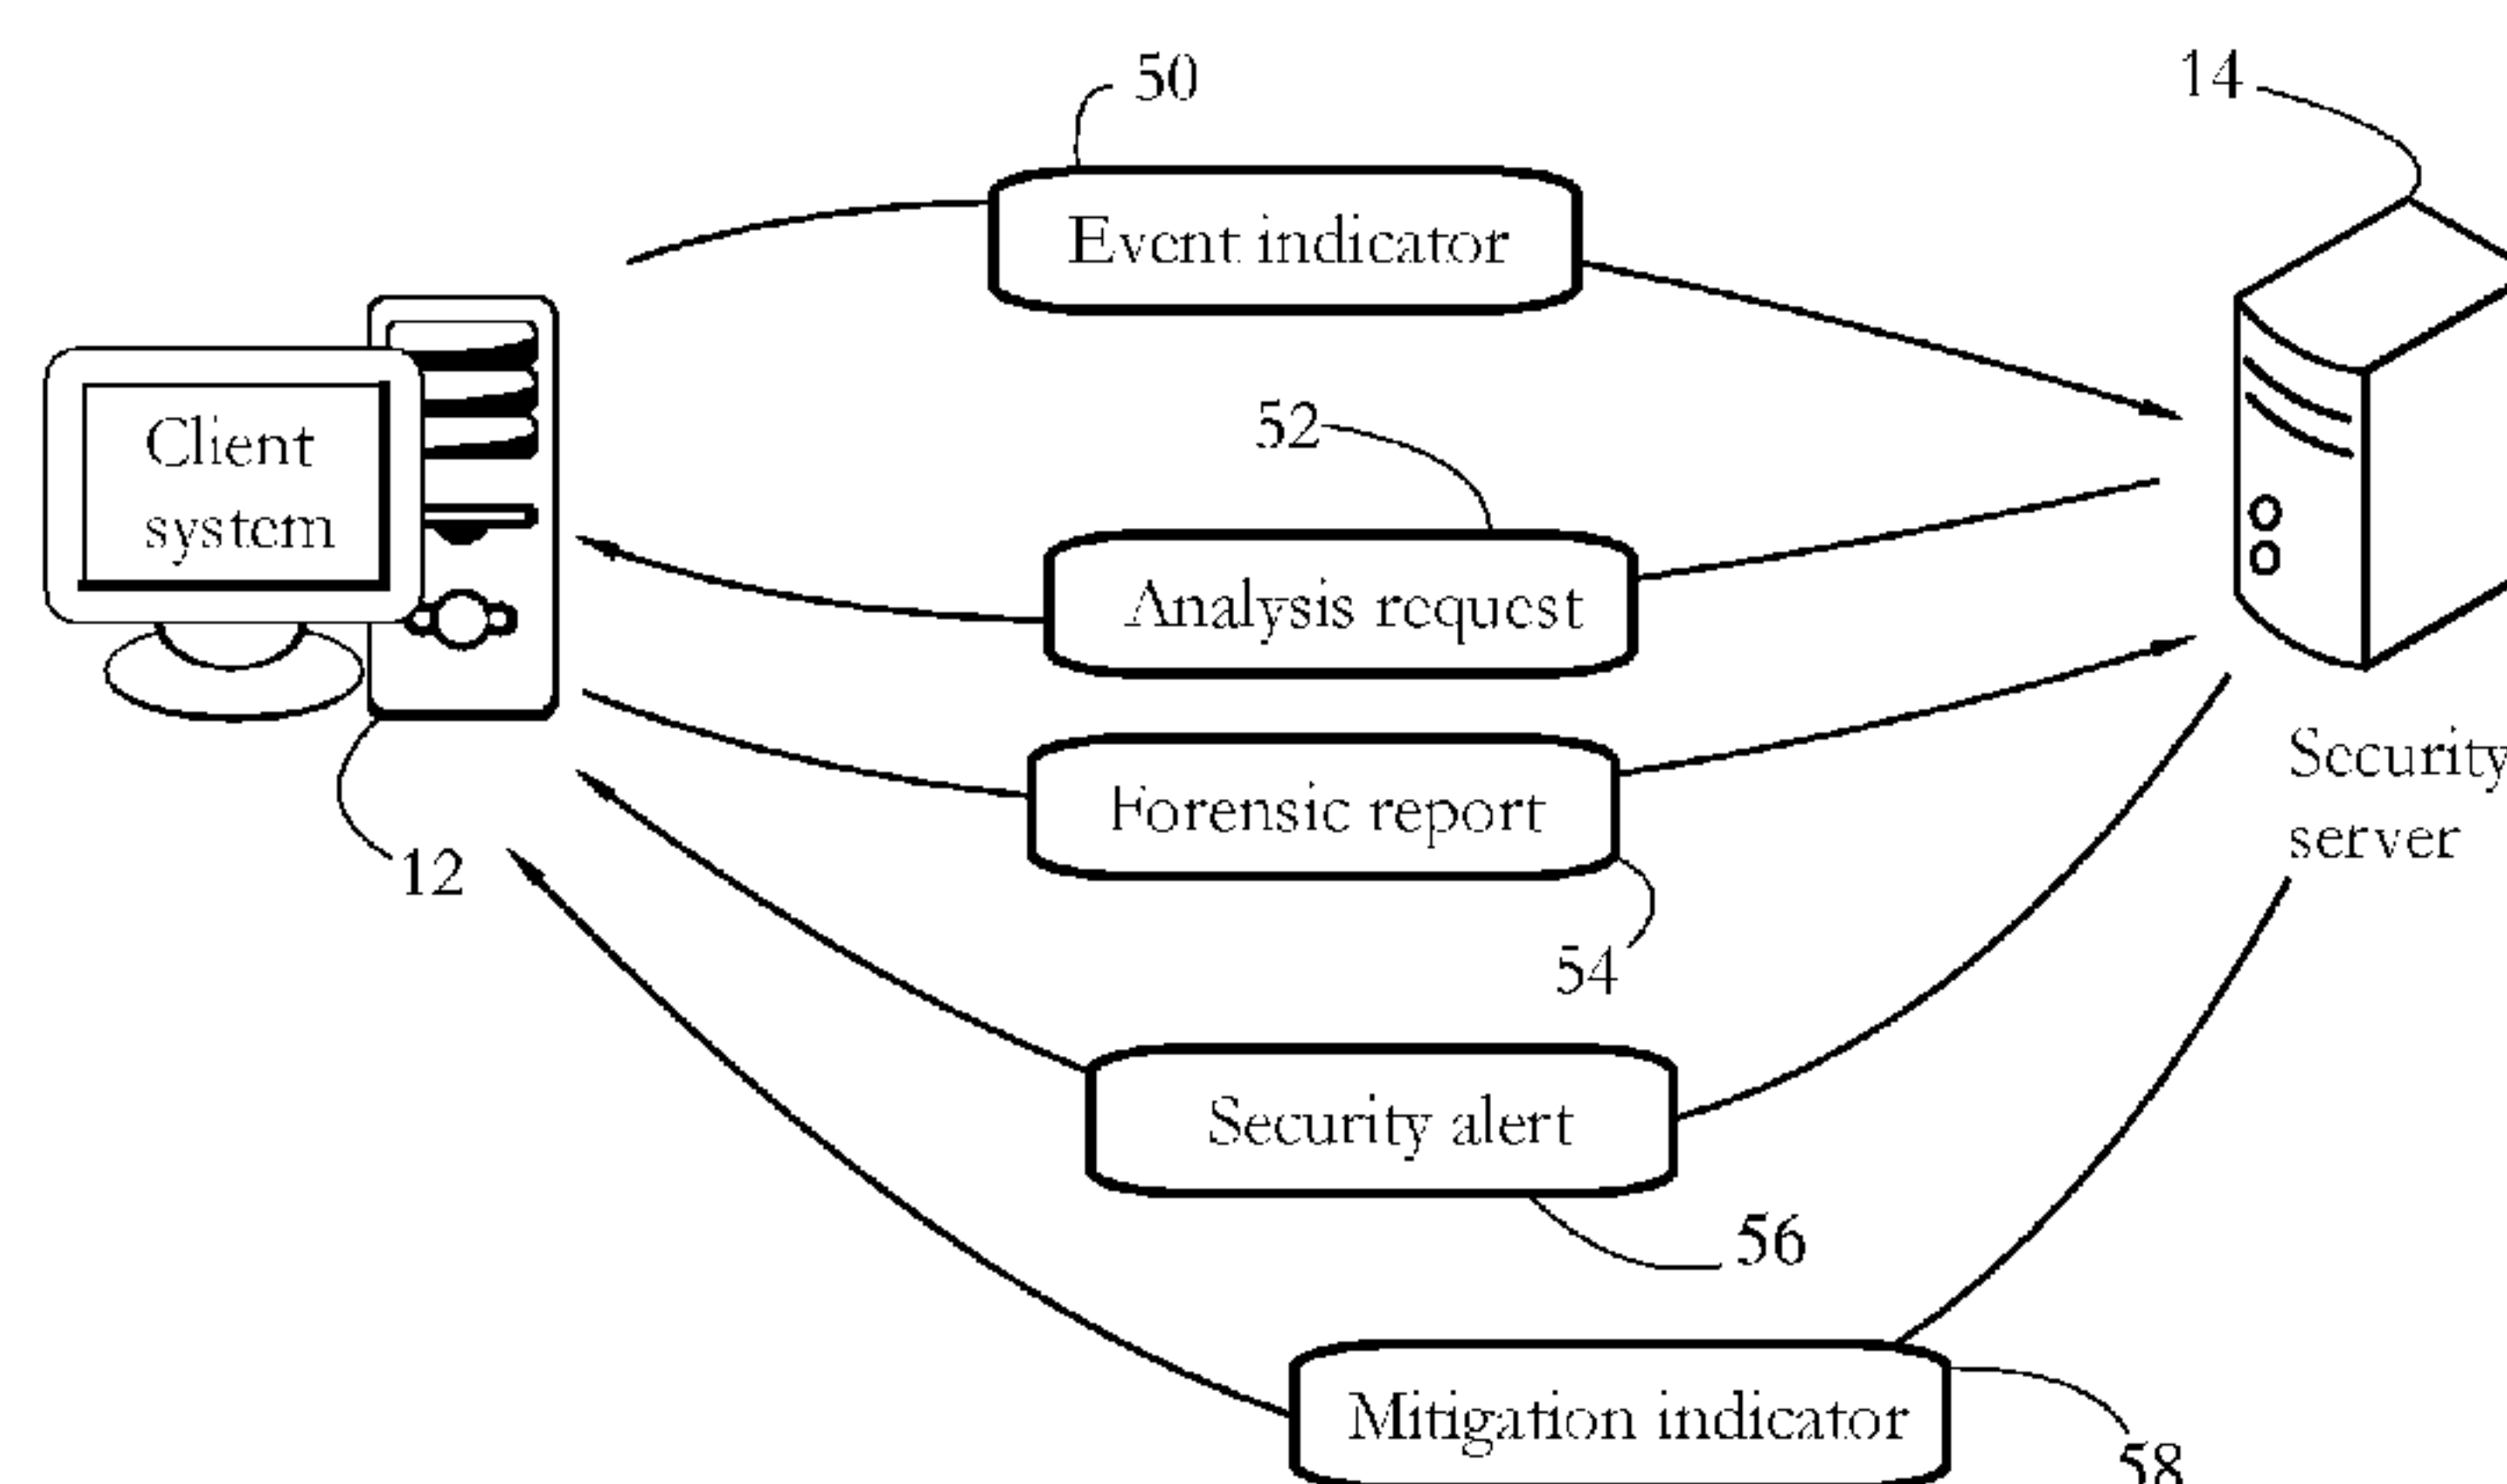 50
14
Event indicator
52
Client
system
Analysis request
Security
server
Forensic report
12
54
Security alert
56
Mitigation indicator
58